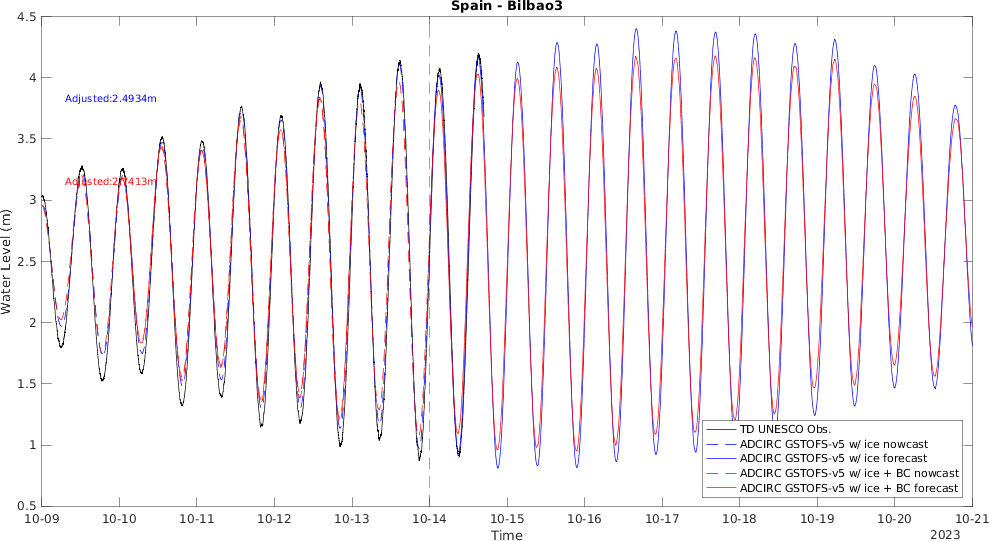 Spain - Bilbao3
4.5
4
3.5
3
2.5
2
1.5
1
0.5
Water Level (m)
Adjusted:2.4934m
10-09
10-10
10-11
10-12
10-13
10-14
10-15
10-16
10-17
10-18
10-19
10-20
10-21
Time
2023
TD UNESCO Obs.
ADCIRC GSTOFS-v5 w/ ice nowcast
ADCIRC GSTOFS-v5 w/ ice forecast
ADCIRC GSTOFS-v5 w/ ice + BC nowcast
ADCIRC GSTOFS-v5 w/ ice + BC forecast